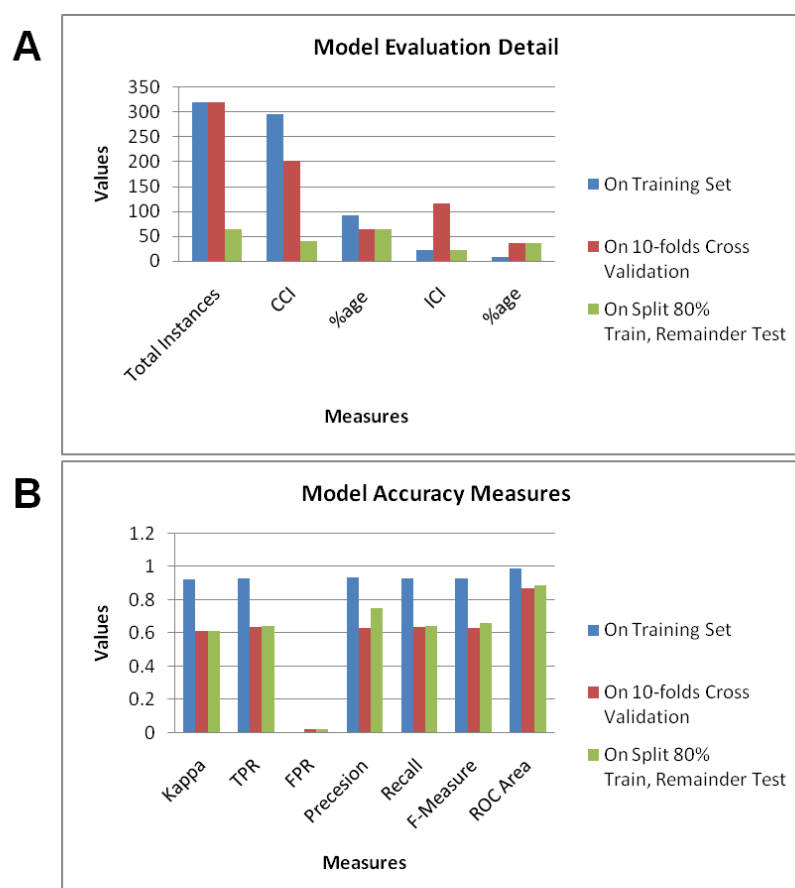 A
Model Evaluation Detail
350
300
250
200
150
100
50
0
Values
Total Instances
CCI
%age
ICI
%age
Measures
On Training Set
On 10-folds Cross
Validation
On Split 80%
Train, Remainder Test
B
Model Accuracy Measures
1.2
1
0.8
0.6
0.4
0.2
0
Values
Kappa
TPR
FPR
Precesion
Recall
F-Measure
ROC Area
Measures
On Training Set
On 10-folds Cross
Validation
On Split 80%
Train, Remainder Test